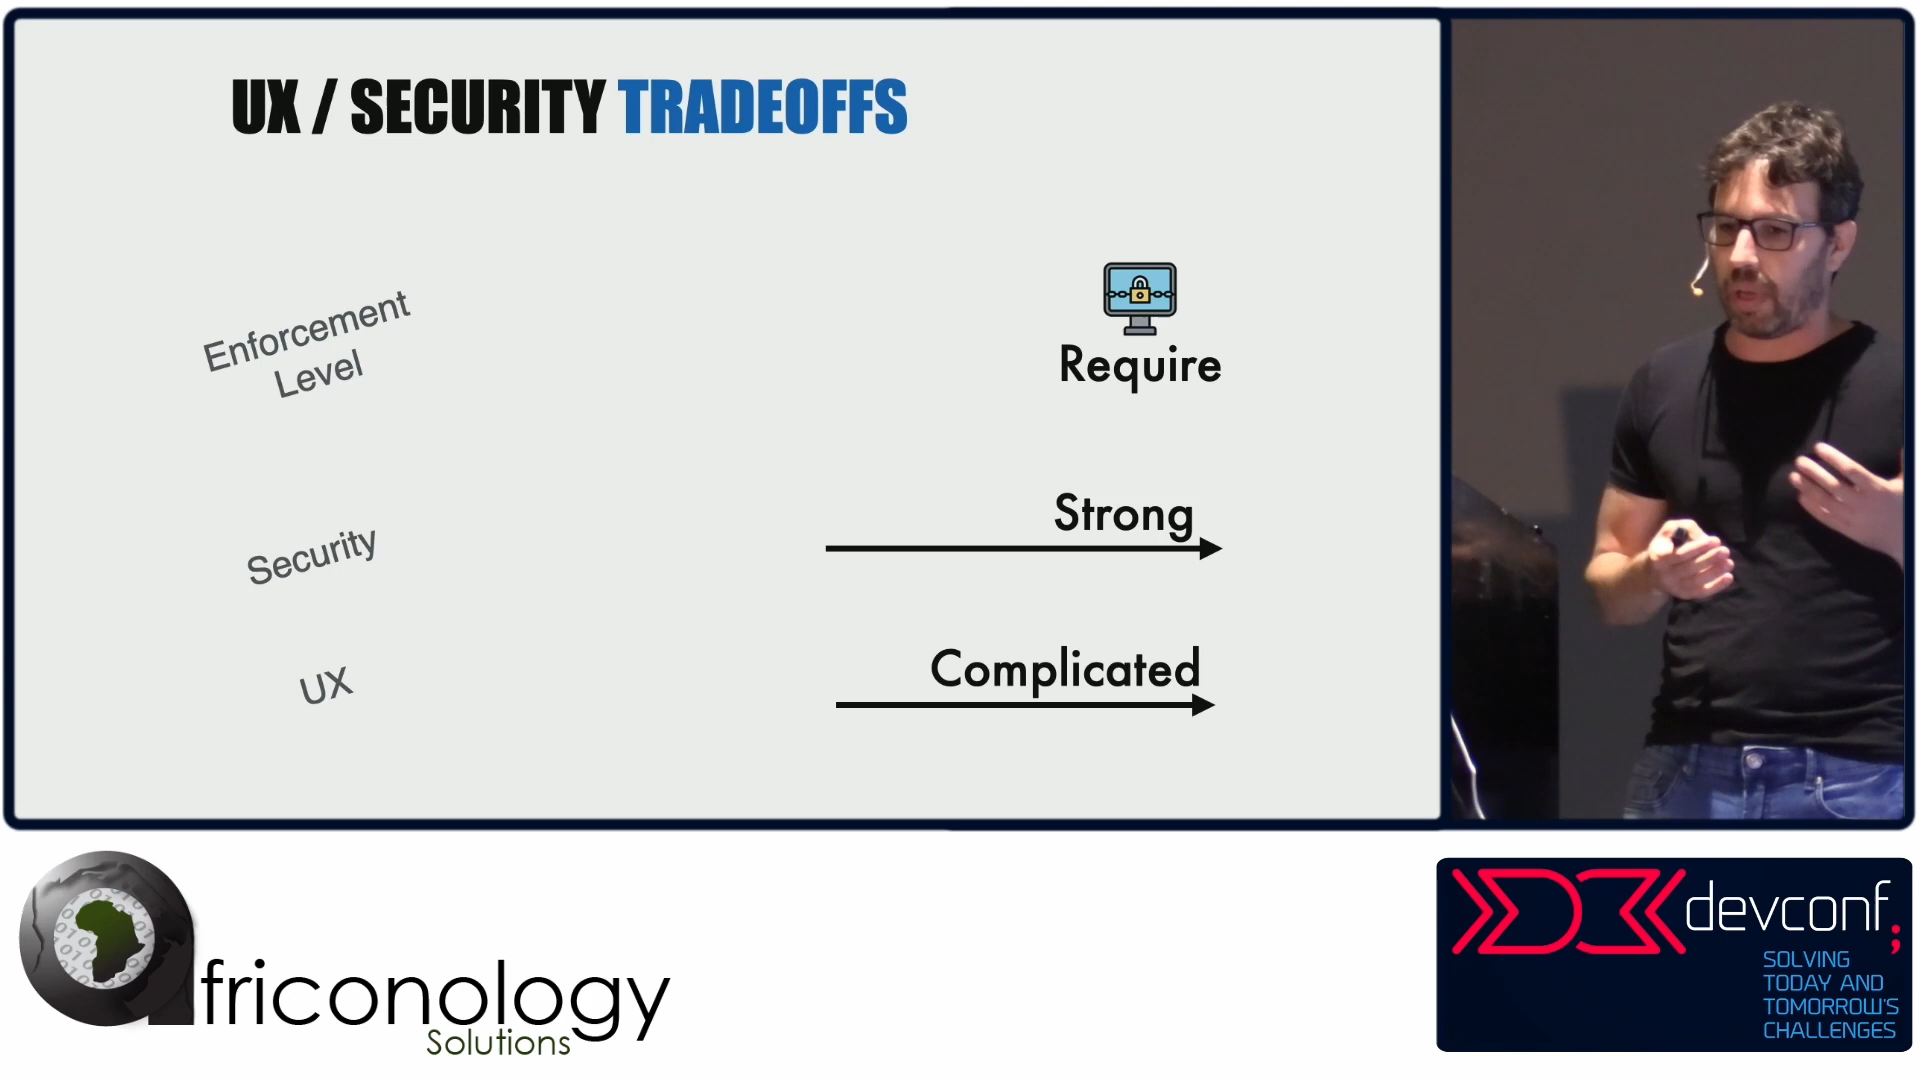 UX / SECURITY TRADEOFFS
Enforcement
Level
Require
Security
Strong
UX
Complicated
africonology
Solutions
devconf;
SOLVING
TODAY AND
TOMORROW'S
CHALLENGES